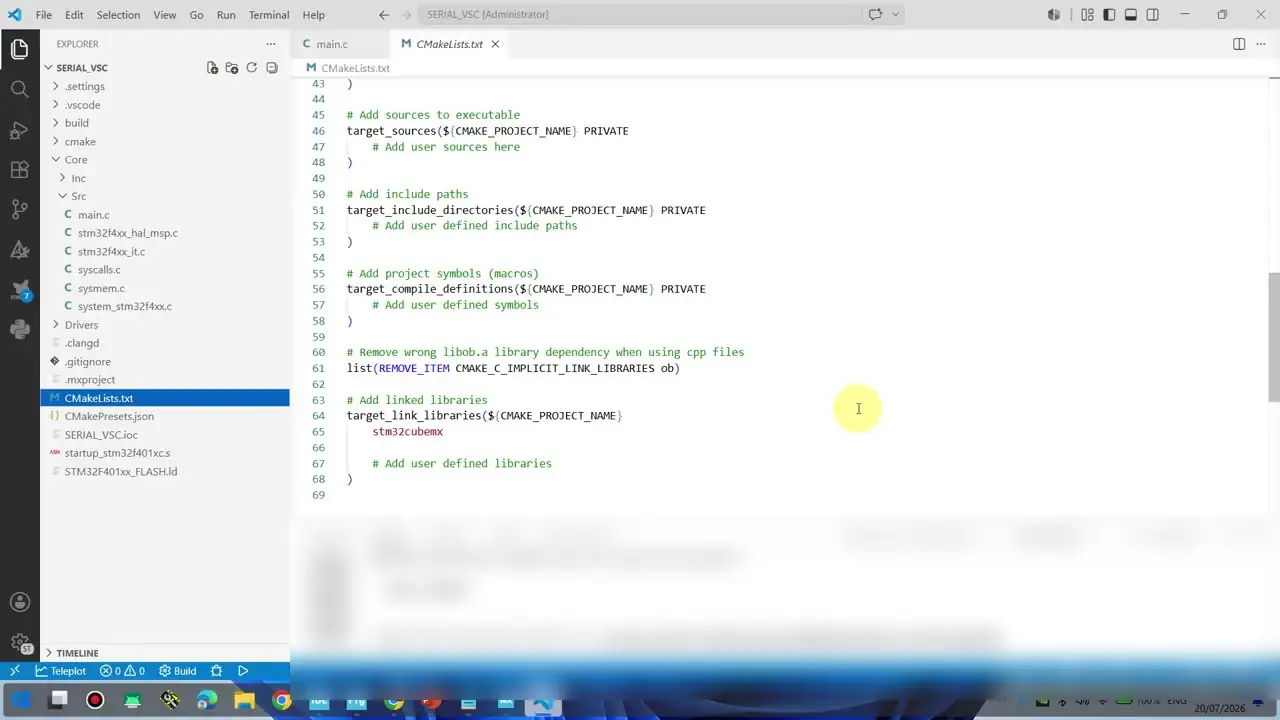 File Edit Selection View Go Run Terminal Help
SERIAL_VSC [Administrator]
EXPLORER
main.c
CMakeLists.txt
SERIAL_VSC
CMakeLists.txt
.settings
.vscode
build
cmake
Core
Inc
Src
main.c
stm32f4xx_hal_msp.c
stm32f4xx_it.c
syscalls.c
sysmem.c
system_stm32f4xx.c
Drivers
.clangd
.gitignore
.mxproject
CMakeLists.txt
CMakePresets.json
SERIAL_VSC.ioc
startup_stm32f401xc.s
STM32F401XX_FLASH.ld
TIMELINE
43 )
44
45 # Add sources to executable
46 target_sources(${CMAKE_PROJECT_NAME} PRIVATE
47 # Add user sources here
48 )
49
50 # Add include paths
51 target_include_directories(${CMAKE_PROJECT_NAME} PRIVATE
52 # Add user defined include paths
53 )
54
55 # Add project symbols (macros)
56 target_compile_definitions(${CMAKE_PROJECT_NAME} PRIVATE
57 # Add user defined symbols
58 )
59
60 # Remove wrong libob.a library dependency when using cpp files
61 list(REMOVE_ITEM CMAKE_C_IMPLICIT_LINK_LIBRARIES ob)
62
63 # Add linked libraries
64 target_link_libraries(${CMAKE_PROJECT_NAME}
65 stm32cubemx
66
67 # Add user defined libraries
68 )
69
Teleplot 0 0 Build
100% ENG
20/07/2026